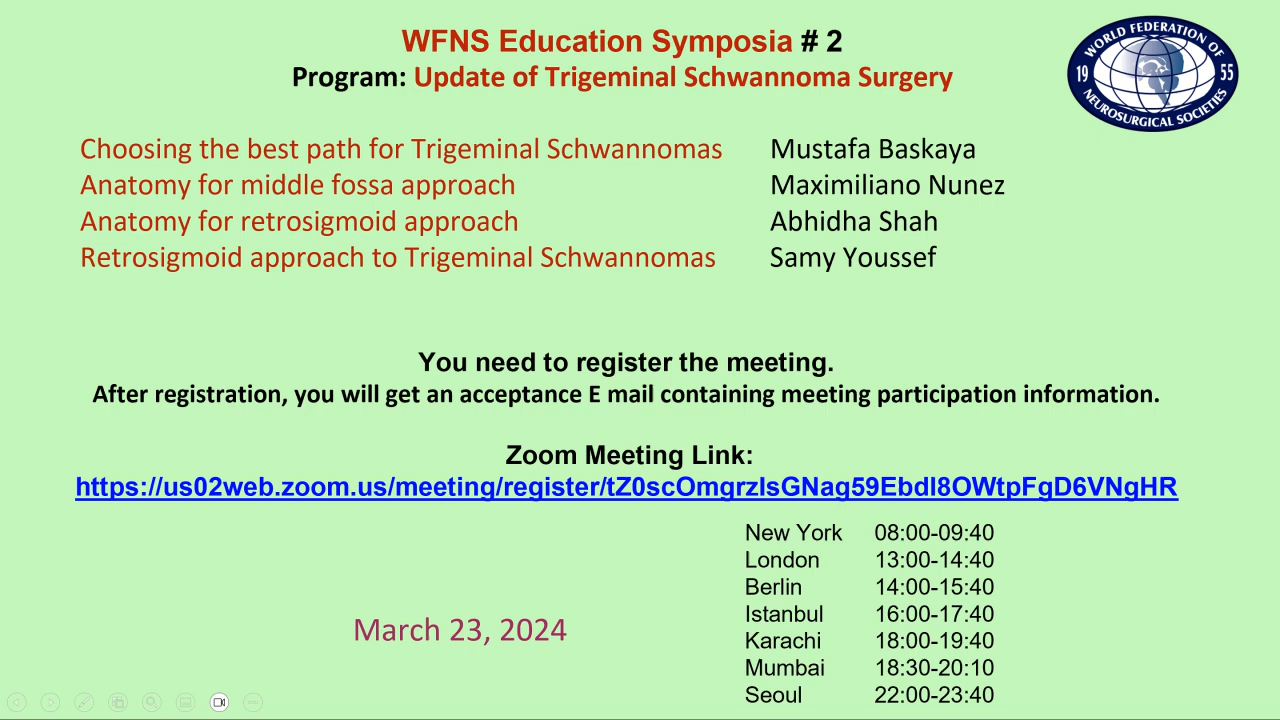 WFNS Education Symposia # 2
Program: Update of Trigeminal Schwannoma Surgery
WORLD FEDERATION OF
19 55
NEUROSURGICAL SOCIETIES
Choosing the best path for Trigeminal Schwannomas Mustafa Baskaya
Anatomy for middle fossa approach Maximiliano Nunez
Anatomy for retrosigmoid approach Abhidha Shah
Retrosigmoid approach to Trigeminal Schwannomas Samy Youssef
You need to register the meeting.
After registration, you will get an acceptance E mail containing meeting participation information.
Zoom Meeting Link:
https://us02web.zoom.us/meeting/register/tZ0scOmgrzIsGNag59EbdI8OWtpFgD6VNgHR
New York 08:00-09:40
London 13:00-14:40
Berlin 14:00-15:40
Istanbul 16:00-17:40
Karachi 18:00-19:40
Mumbai 18:30-20:10
Seoul 22:00-23:40
March 23, 2024